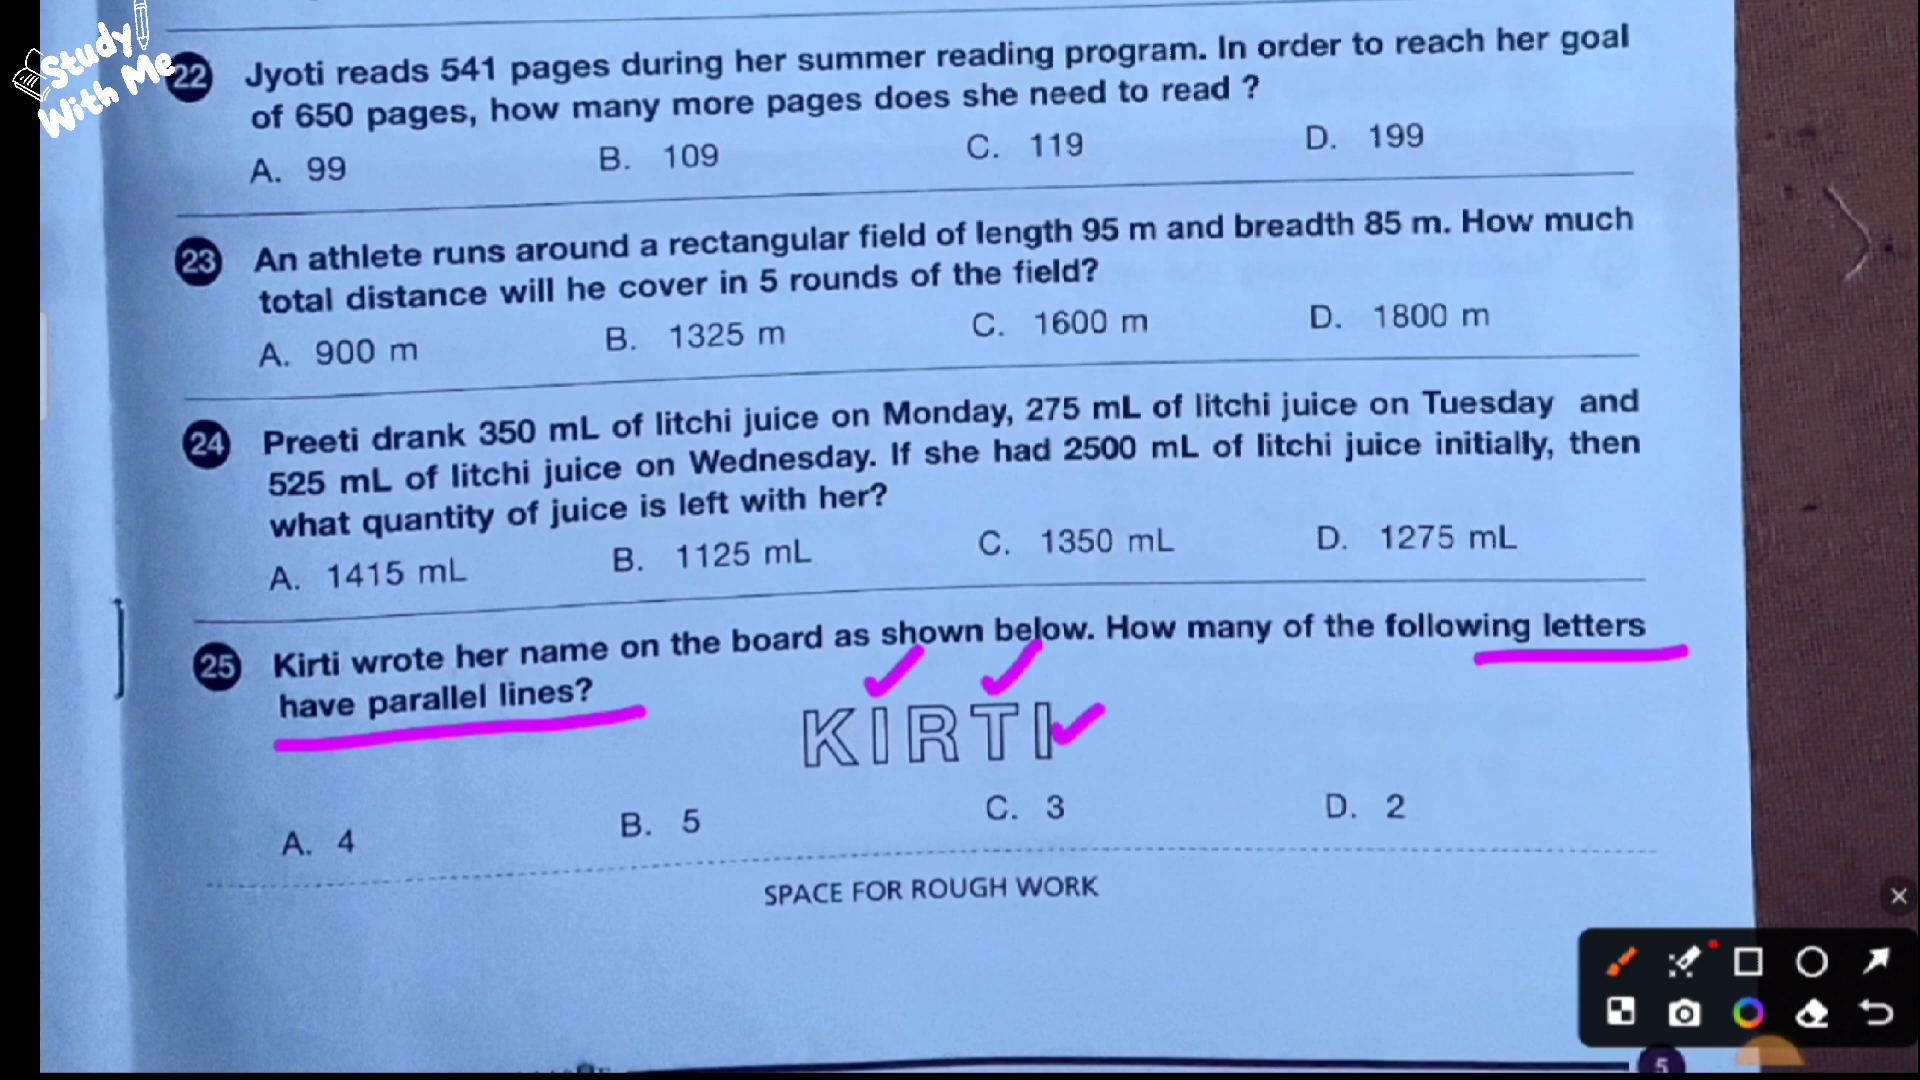 Study
With Me
22 Jyoti reads 541 pages during her summer reading program. In order to reach her goal
of 650 pages, how many more pages does she need to read ?
A. 99 B. 109 C. 119 D. 199
23 An athlete runs around a rectangular field of length 95 m and breadth 85 m. How much
total distance will he cover in 5 rounds of the field?
A. 900 m B. 1325 m C. 1600 m D. 1800 m
24 Preeti drank 350 mL of litchi juice on Monday, 275 mL of litchi juice on Tuesday and
525 mL of litchi juice on Wednesday. If she had 2500 mL of litchi juice initially, then
what quantity of juice is left with her?
A. 1415 mL B. 1125 mL C. 1350 mL D. 1275 mL
25 Kirti wrote her name on the board as shown below. How many of the following letters
have parallel lines?
KIRTI
A. 4 B. 5 C. 3 D. 2
SPACE FOR ROUGH WORK
5